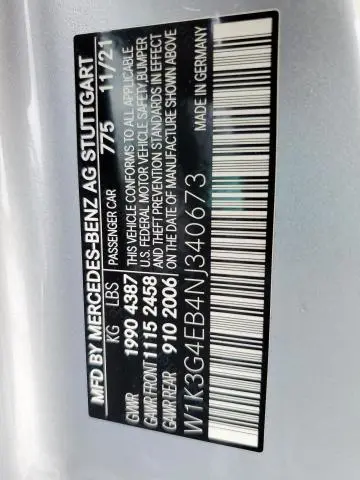 MFD BY MERCEDES-BENZ AG STUTTGART
KG LBS PASSENGER CAR 775 11/21
GVWR 1990 4387 THIS VEHICLE CONFORMS TO ALL APPLICABLE
GAWR FRONT 1115 2458 U.S. FEDERAL MOTOR VEHICLE SAFETY, BUMPER
AND THEFT PREVENTION STANDARDS IN EFFECT
GAWR REAR 910 2006 ON THE DATE OF MANUFACTURE SHOWN ABOVE
W1K3G4EB4NJ340673 MADE IN GERMANY